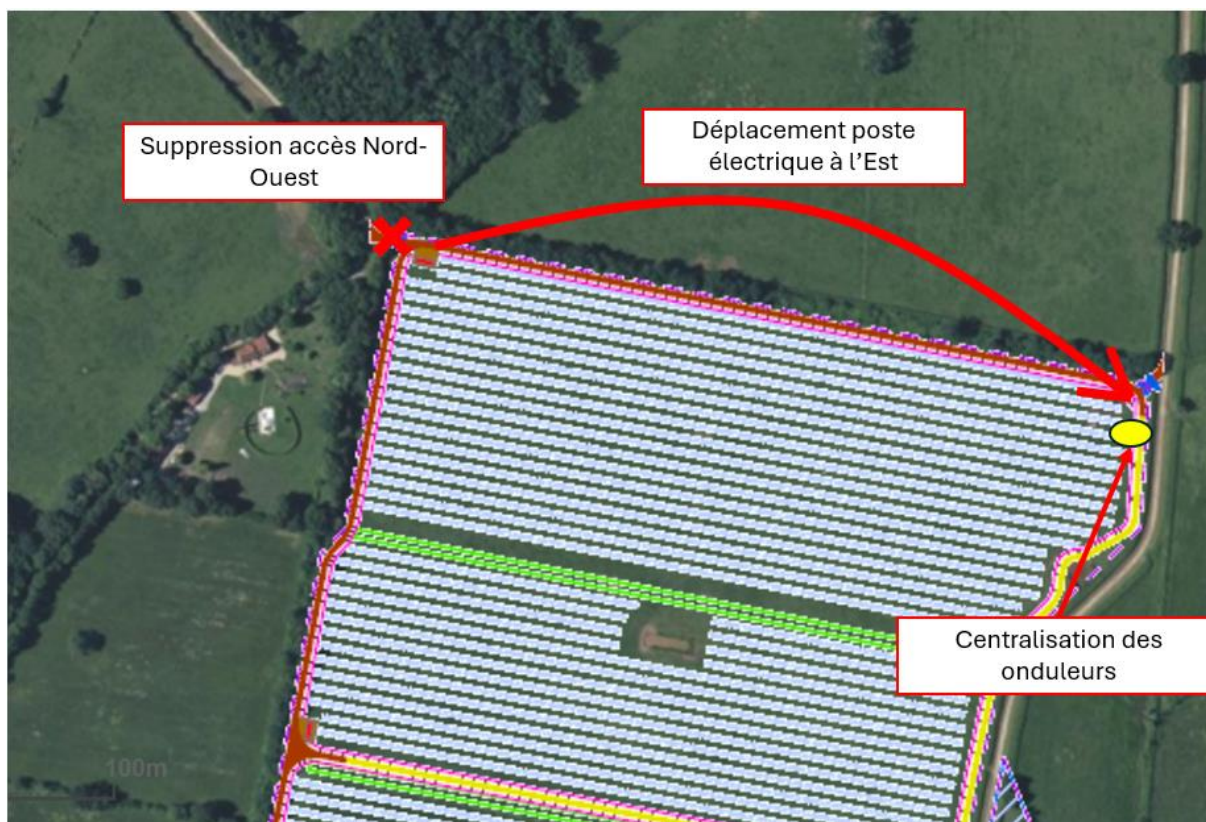 Suppression accès Nord-
Ouest
Déplacement poste
électrique à l'Est
Centralisation des
onduleurs
100m